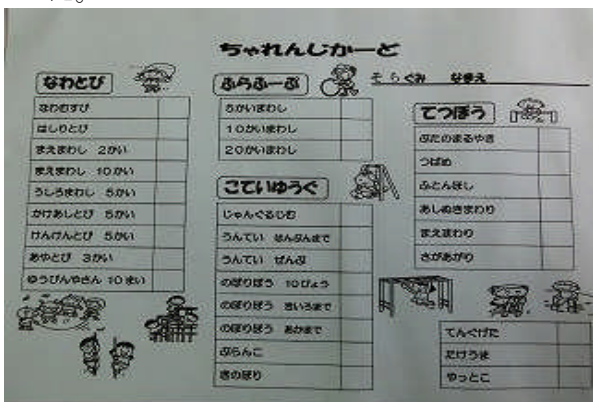 た。
ちゃれんじかーど
そらぐみ なまえ
なわとび
なわむすび
はしりとび
まえまわし 2かい
まえまわし 10かい
うしろまわし 5かい
かけあしとび 5かい
けんけんとび 5かい
あやとび 3かい
ゆうびんやさん 10まい
ふらふーぷ
5かいまわし
10かいまわし
20かいまわし
こていゆうぐ
じゃんぐるじむ
うんてい はんぶんまで
うんてい ぜんぶ
のぼりぼう 10びょう
のぼりぼう きいろまで
のぼりぼう あかまで
ぶらんこ
きのぼり
てつぼう
ぶたのまるやき
つばめ
ふとんほし
あしぬきまわり
まえまわり
さかあがり
てんぐげた
たけうま
やっとこ